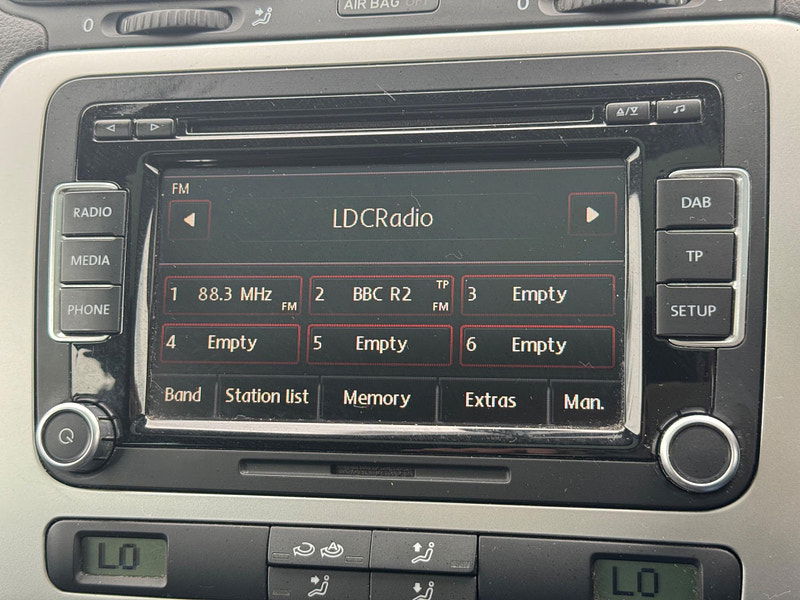 0
AIR BAG OFF
0
RADIO
MEDIA
PHONE
DAB
TP
SETUP
FM
LDCRadio
1 88.3 MHz FM
2 BBC R2 TP FM
3 Empty
4 Empty
5 Empty
6 Empty
Band Station list Memory Extras Man.
LO
LO